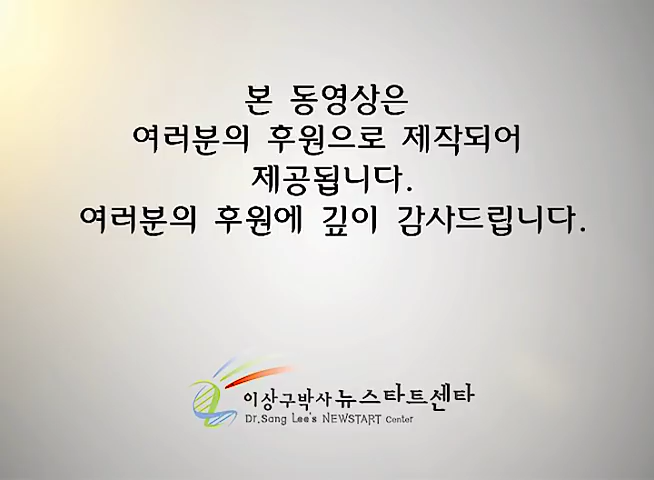 본 동영상은
여러분의 후원으로 제작되어
제공됩니다.
여러분의 후원에 깊이 감사드립니다.
이상구박사 뉴스타트센타
Dr.Sang Lee's NEWSTART Center